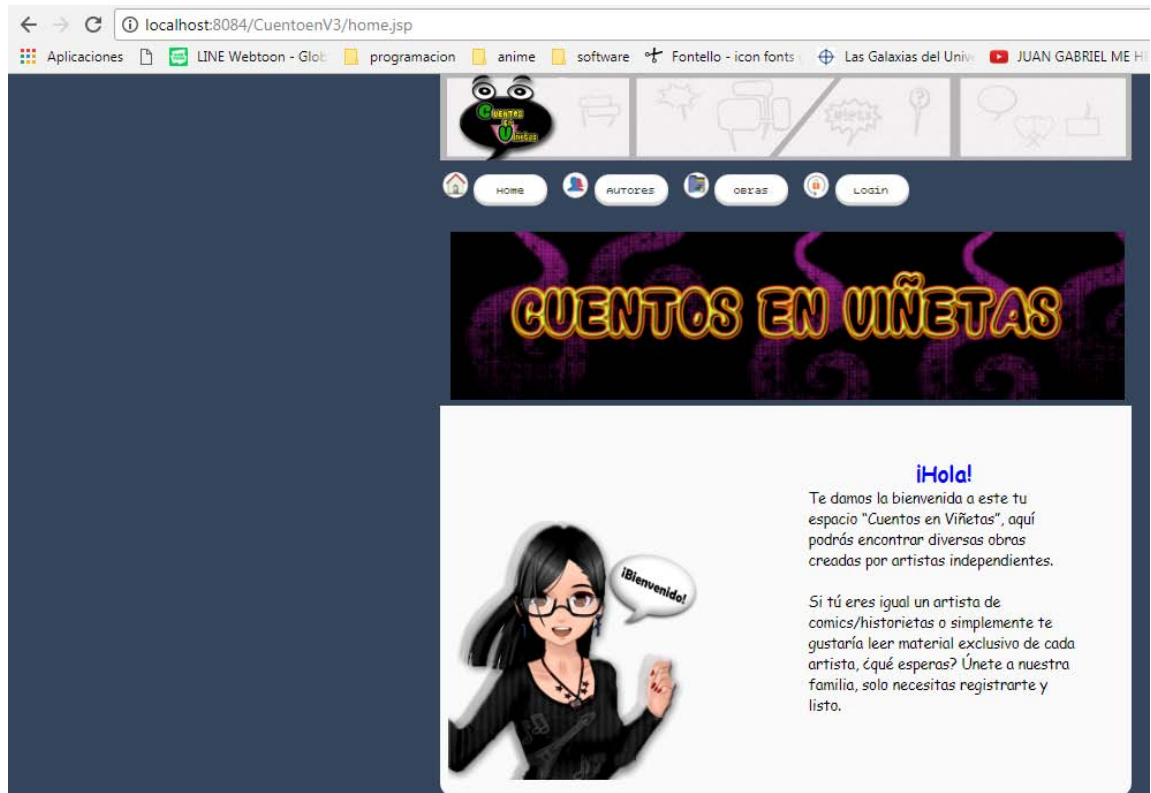 localhost:8084/CuentoenV3/home.jsp
Aplicaciones LINE Webtoon - Glob programacion anime software Fontello - icon fonts Las Galaxias del Unive JUAN GABRIEL ME H
Cuentos
en
Viñetas
Home Autores Obras Login
CUENTOS EN VIÑETAS
¡Hola!
Te damos la bienvenida a este tu
espacio "Cuentos en Viñetas", aquí
podrás encontrar diversas obras
creadas por artistas independientes.
¡Bienvenido!
Si tú eres igual un artista de
comics/historietas o simplemente te
gustaría leer material exclusivo de cada
artista, ¿qué esperas? Únete a nuestra
familia, solo necesitas registrarte y
listo.